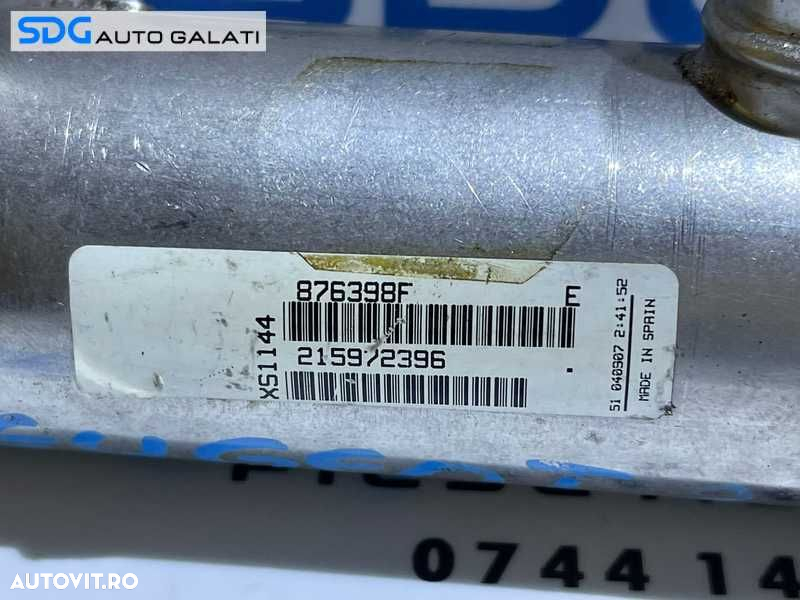 SDG AUTO GALATI
876398F E
XS1144
215972396 .
51 040907 2:41:52
MADE IN SPAIN
0744 14
AUTOVIT.RO